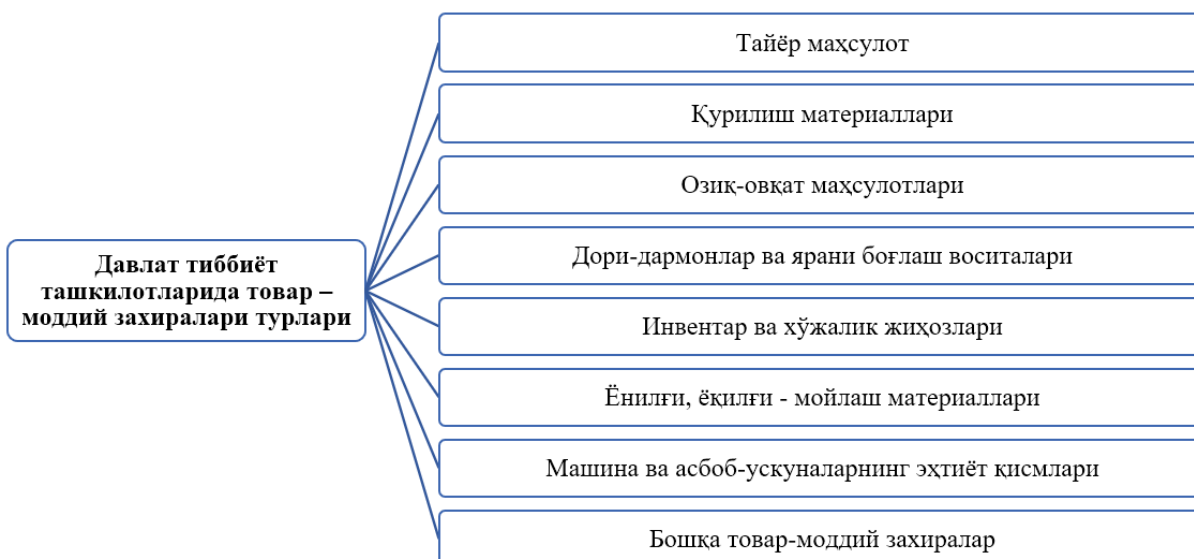 Давлат тиббиёт
ташкилотларида товар –
моддий захиралари турлари
Тайёр маҳсулот
Қурилиш материаллари
Озиқ-овқат маҳсулотлари
Дори-дармонлар ва ярани боғлаш воситалари
Инвентар ва хўжалик жиҳозлари
Ёнилғи, ёқилғи - мойлаш материаллари
Машина ва асбоб-ускуналарнинг эҳтиёт қисмлари
Бошқа товар-моддий захиралар